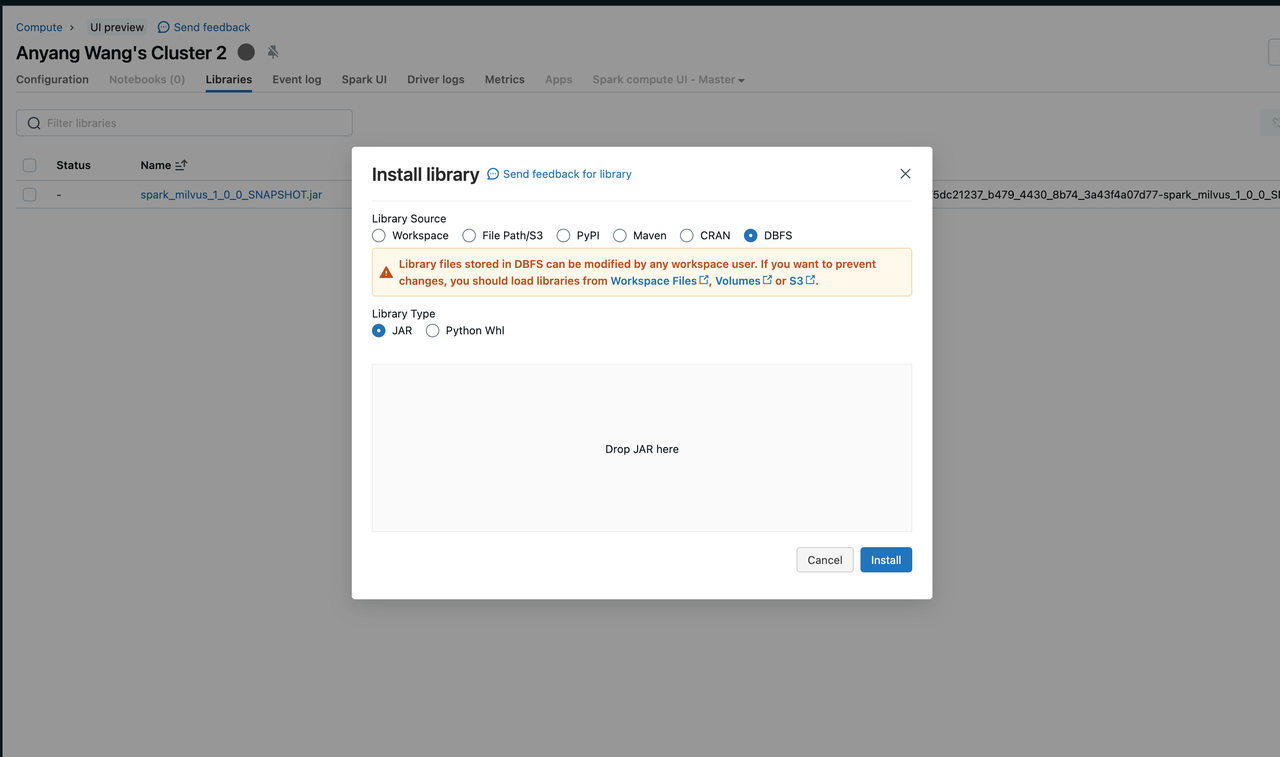 Compute › UI preview Send feedback
Anyang Wang's Cluster 2
Configuration Notebooks (0) Libraries Event log Spark UI Driver logs Metrics Apps Spark compute UI - Master
Filter libraries
Status Name
- spark_milvus_1_0_0_SNAPSHOT.jar 5dc21237_b479_4430_8b74_3a43f4a07d77-spark_milvus_1_0_0_SN
Install library Send feedback for library
Library Source
Workspace File Path/S3 PyPI Maven CRAN DBFS
Library files stored in DBFS can be modified by any workspace user. If you want to prevent
changes, you should load libraries from Workspace Files, Volumes or S3.
Library Type
JAR Python Whl
Drop JAR here
Cancel Install